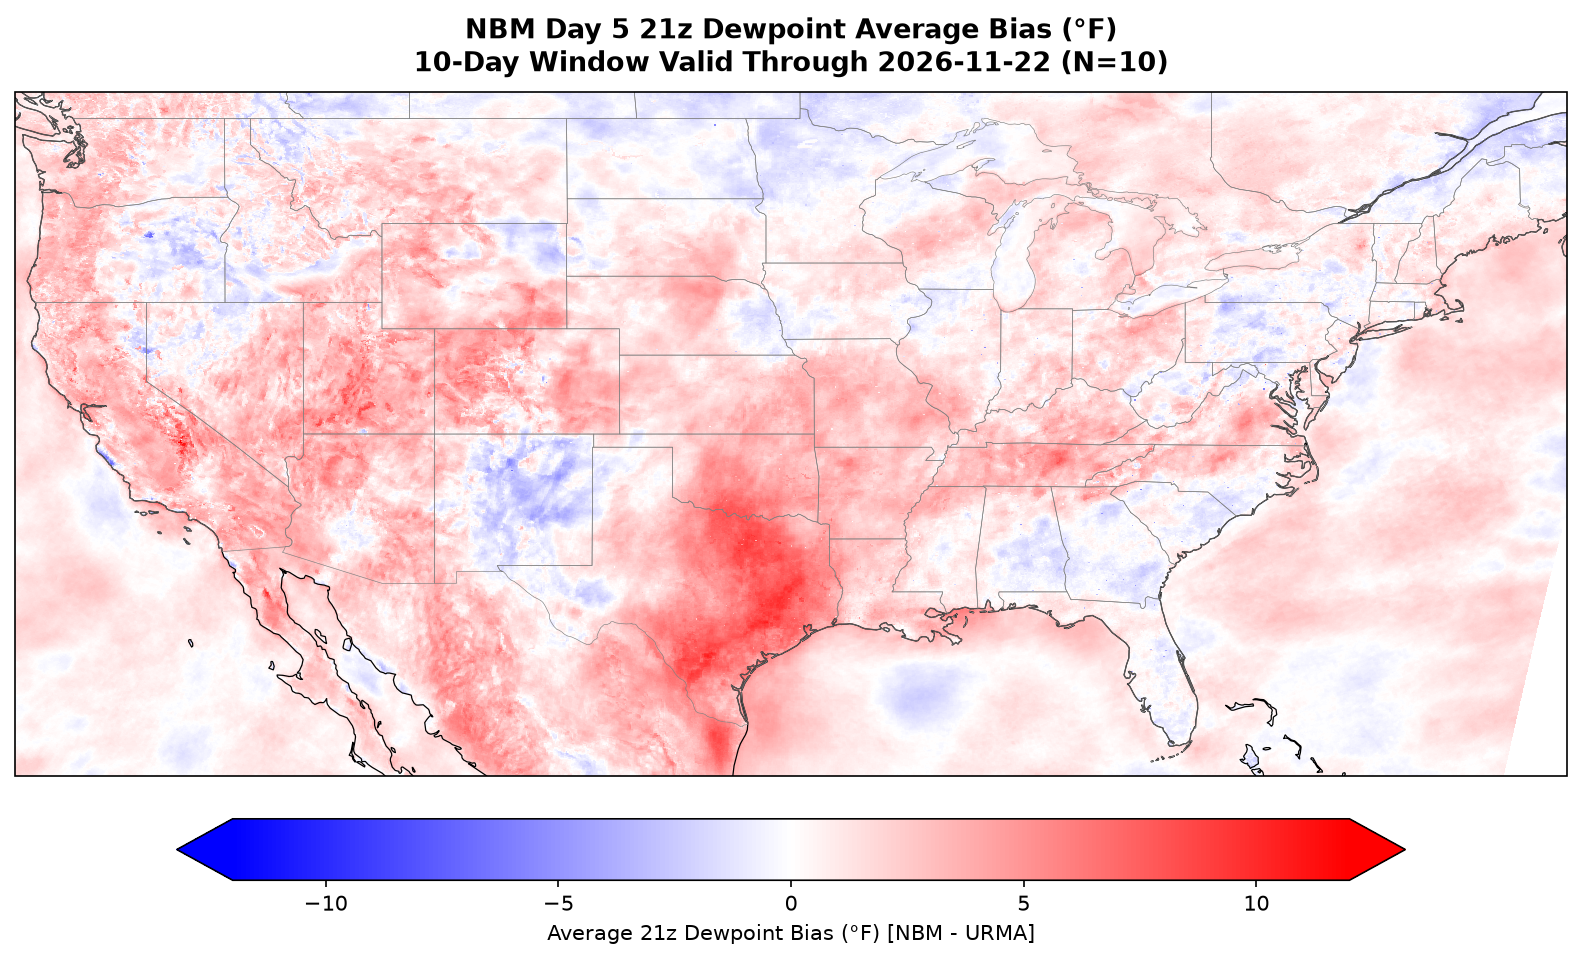 NBM Day 5 21z Dewpoint Average Bias (°F)
10-Day Window Valid Through 2026-11-22 (N=10)
−10 −5 0 5 10
Average 21z Dewpoint Bias (°F) [NBM - URMA]